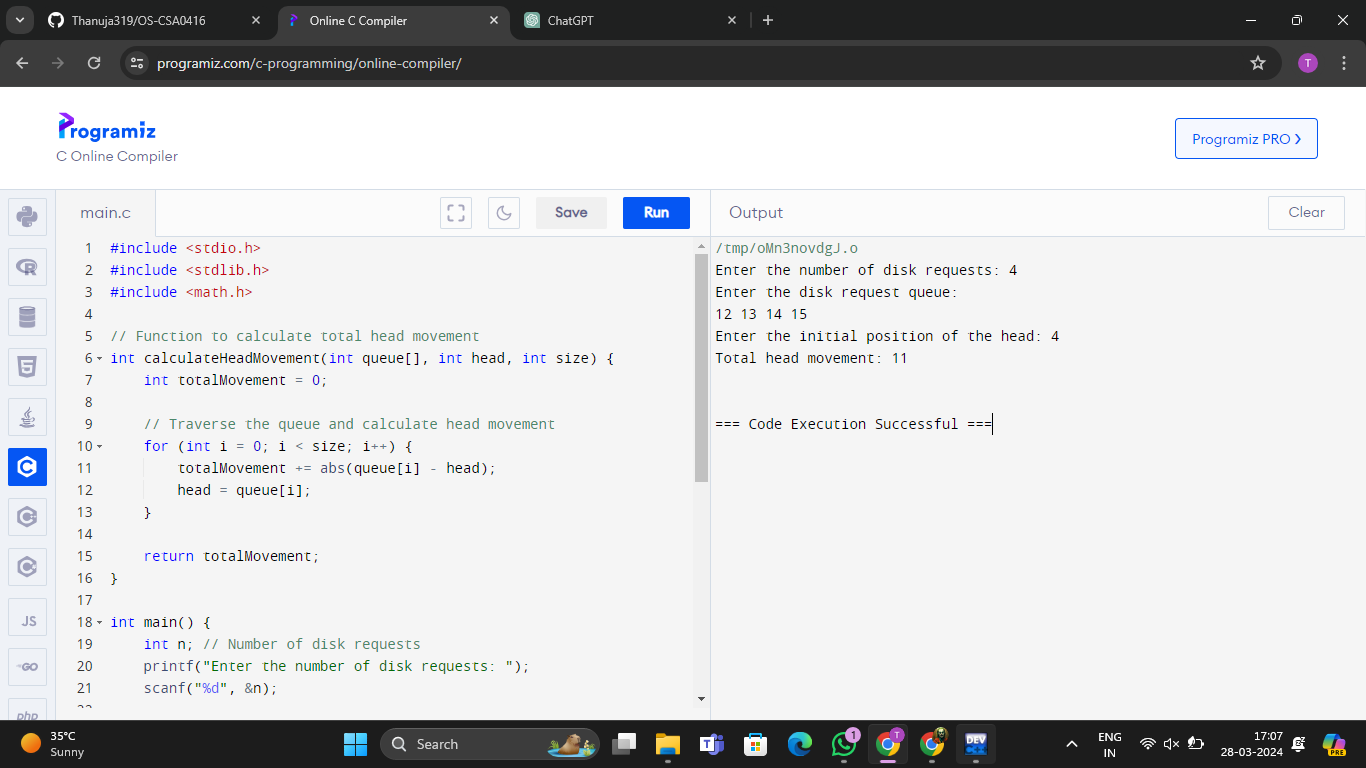 Thanuja319/OS-CSA0416
Online C Compiler
ChatGPT
programiz.com/c-programming/online-compiler/
T
Programiz
C Online Compiler
Programiz PRO
main.c
Save
Run
Output
Clear
1 #include <stdio.h>
2 #include <stdlib.h>
3 #include <math.h>
4
5 // Function to calculate total head movement
6 int calculateHeadMovement(int queue[], int head, int size) {
7 int totalMovement = 0;
8
9 // Traverse the queue and calculate head movement
10 for (int i = 0; i < size; i++) {
11 totalMovement += abs(queue[i] - head);
12 head = queue[i];
13 }
14
15 return totalMovement;
16 }
17
18 int main() {
19 int n; // Number of disk requests
20 printf("Enter the number of disk requests: ");
21 scanf("%d", &n);
/tmp/oMn3novdgJ.o
Enter the number of disk requests: 4
Enter the disk request queue:
12 13 14 15
Enter the initial position of the head: 4
Total head movement: 11
=== Code Execution Successful ===
JS
GO
php
35°C
Sunny
Search
1
T
DEV
ENG
IN
17:07
28-03-2024
PRE